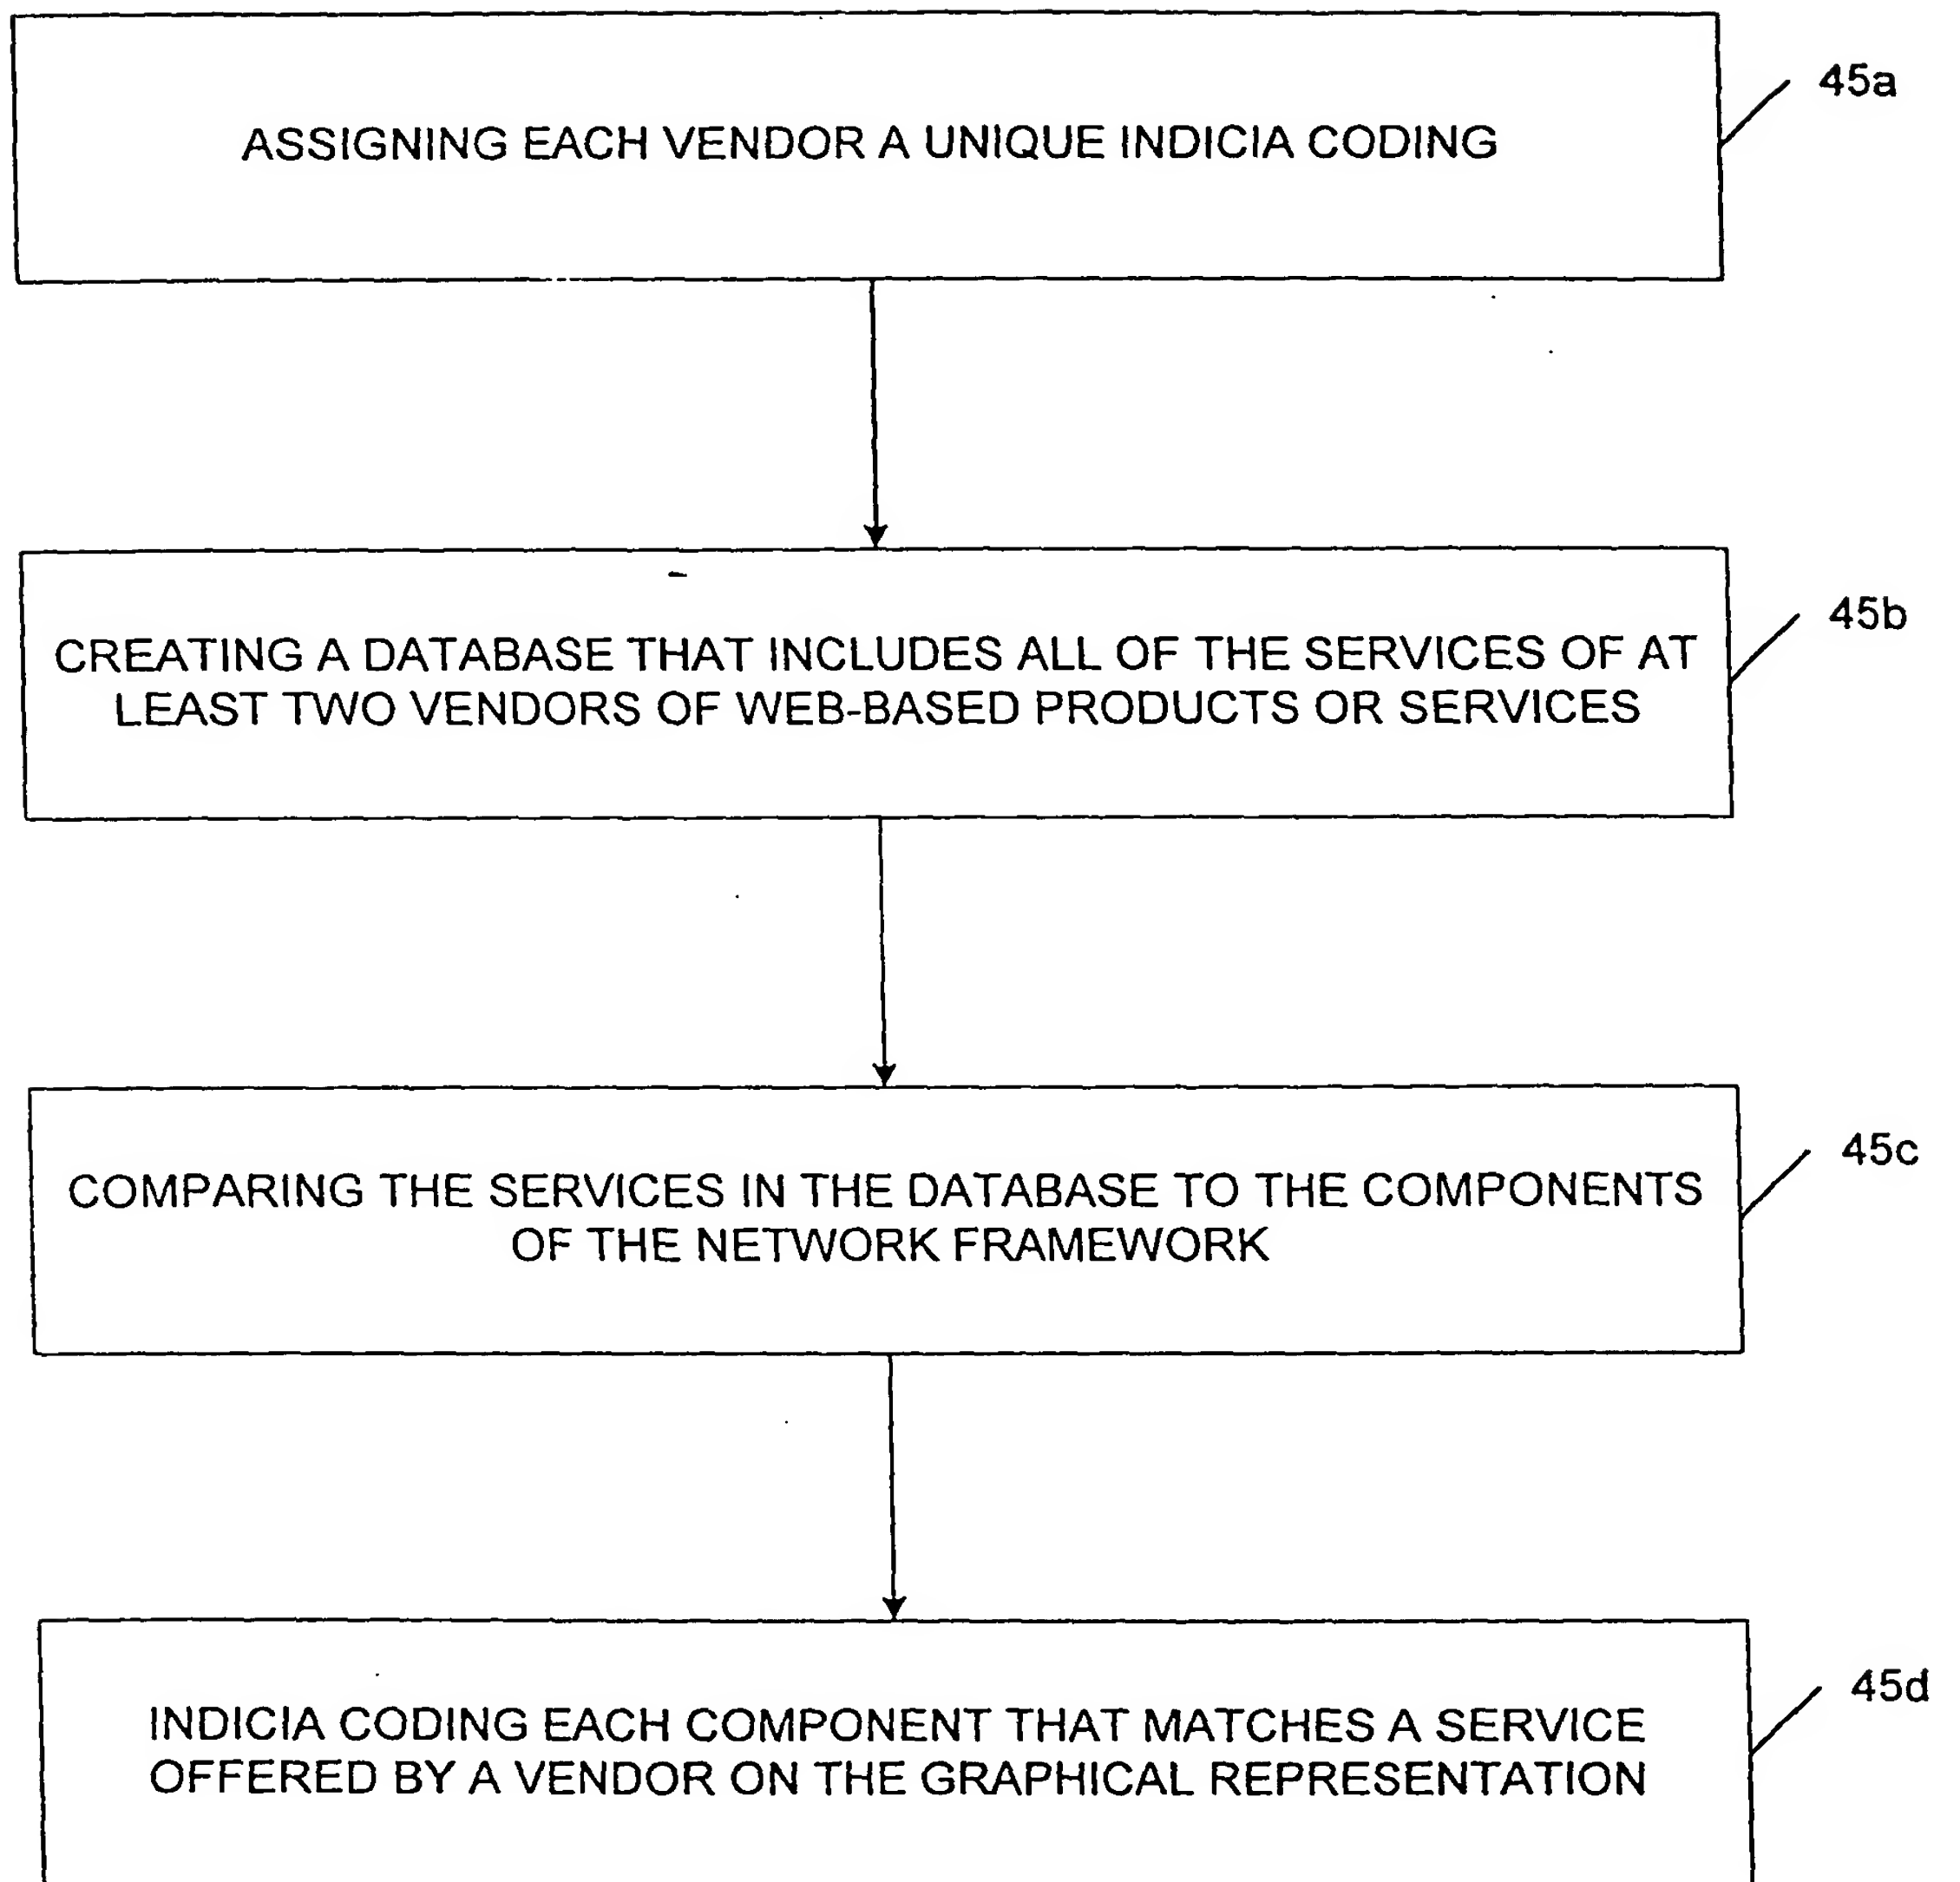 ASSIGNING EACH VENDOR A UNIQUE INDICIA CODING
45a
CREATING A DATABASE THAT INCLUDES ALL OF THE SERVICES OF AT
LEAST TWO VENDORS OF WEB-BASED PRODUCTS OR SERVICES
45b
COMPARING THE SERVICES IN THE DATABASE TO THE COMPONENTS
OF THE NETWORK FRAMEWORK
45c
INDICIA CODING EACH COMPONENT THAT MATCHES A SERVICE
OFFERED BY A VENDOR ON THE GRAPHICAL REPRESENTATION
45d